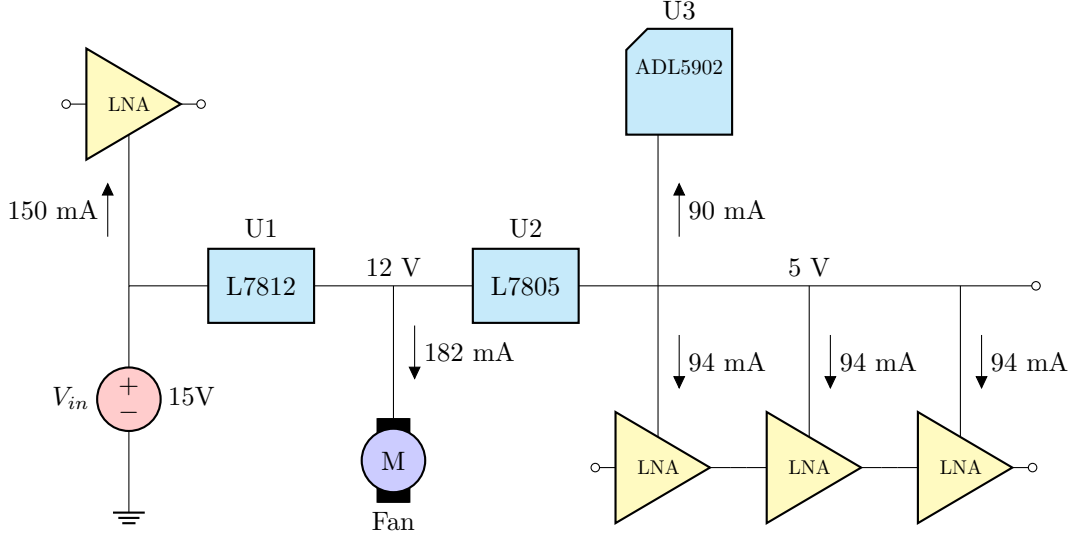 U3
ADL5902
LNA
150 mA
90 mA
U1
U2
L7812
12 V
L7805
5 V
182 mA
94 mA
94 mA
94 mA
V_in
+
−
15V
M
Fan
LNA
LNA
LNA